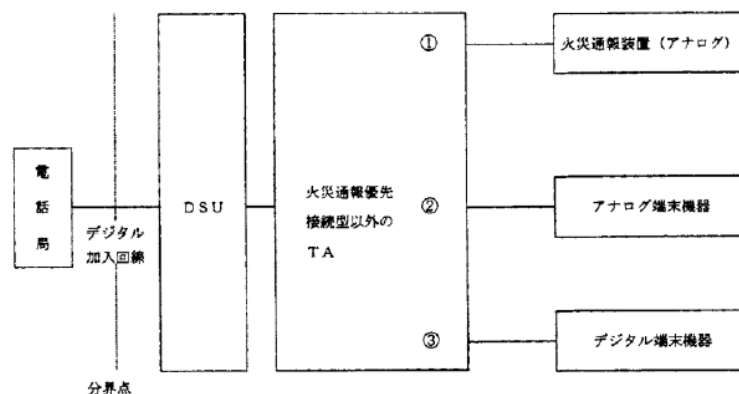 ①
火災通報装置（アナログ）
電話局
DSU
火災通報優先
接続型以外の
TA
②
アナログ端末機器
デジタル
加入回線
③
デジタル端末機器
分界点